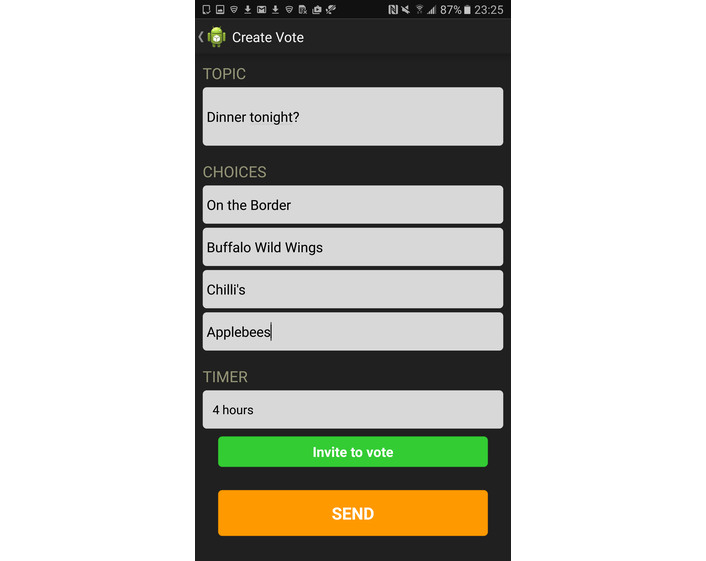 87% 23:25
Create Vote
TOPIC
Dinner tonight?
CHOICES
On the Border
Buffalo Wild Wings
Chilli's
Applebees
TIMER
4 hours
Invite to vote
SEND